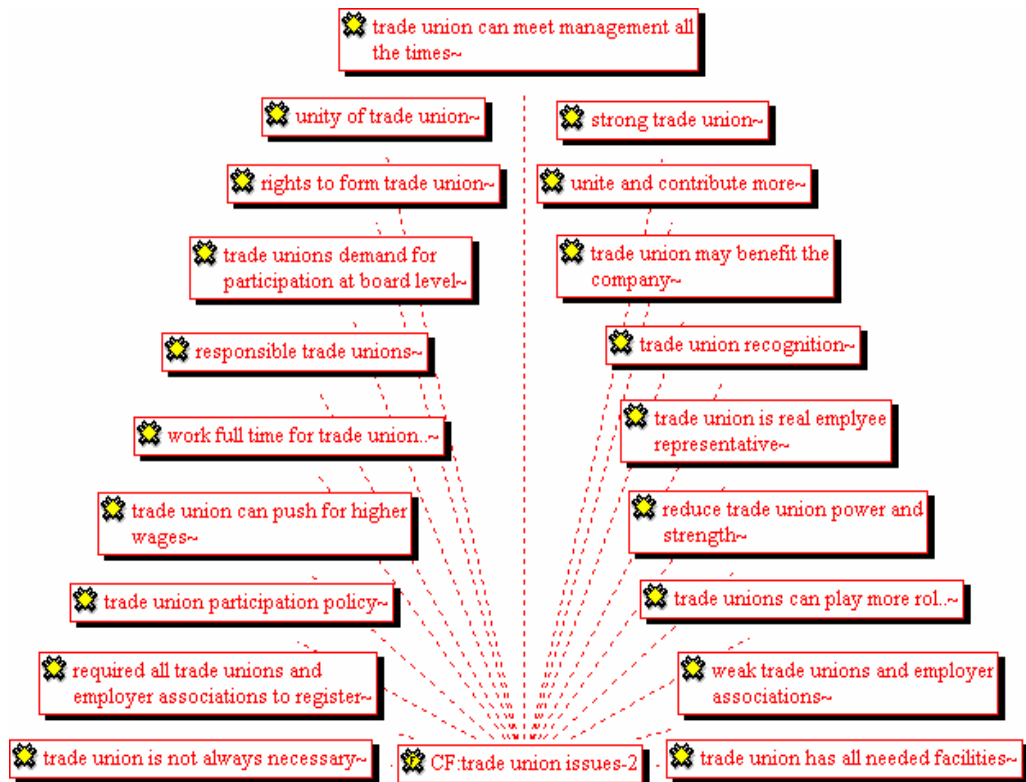 trade union can meet management all
the times~
unity of trade union~
strong trade union~
rights to form trade union~
unite and contribute more~
trade unions demand for
participation at board level~
trade union may benefit the
company~
responsible trade unions~
trade union recognition~
work full time for trade union..~
trade union is real emplyee
representative~
trade union can push for higher
wages~
reduce trade union power and
strength~
trade union participation policy~
trade unions can play more rol..~
required all trade unions and
employer associations to register~
weak trade unions and employer
associations~
trade union is not always necessary~
CF:trade union issues-2
trade union has all needed facilities~